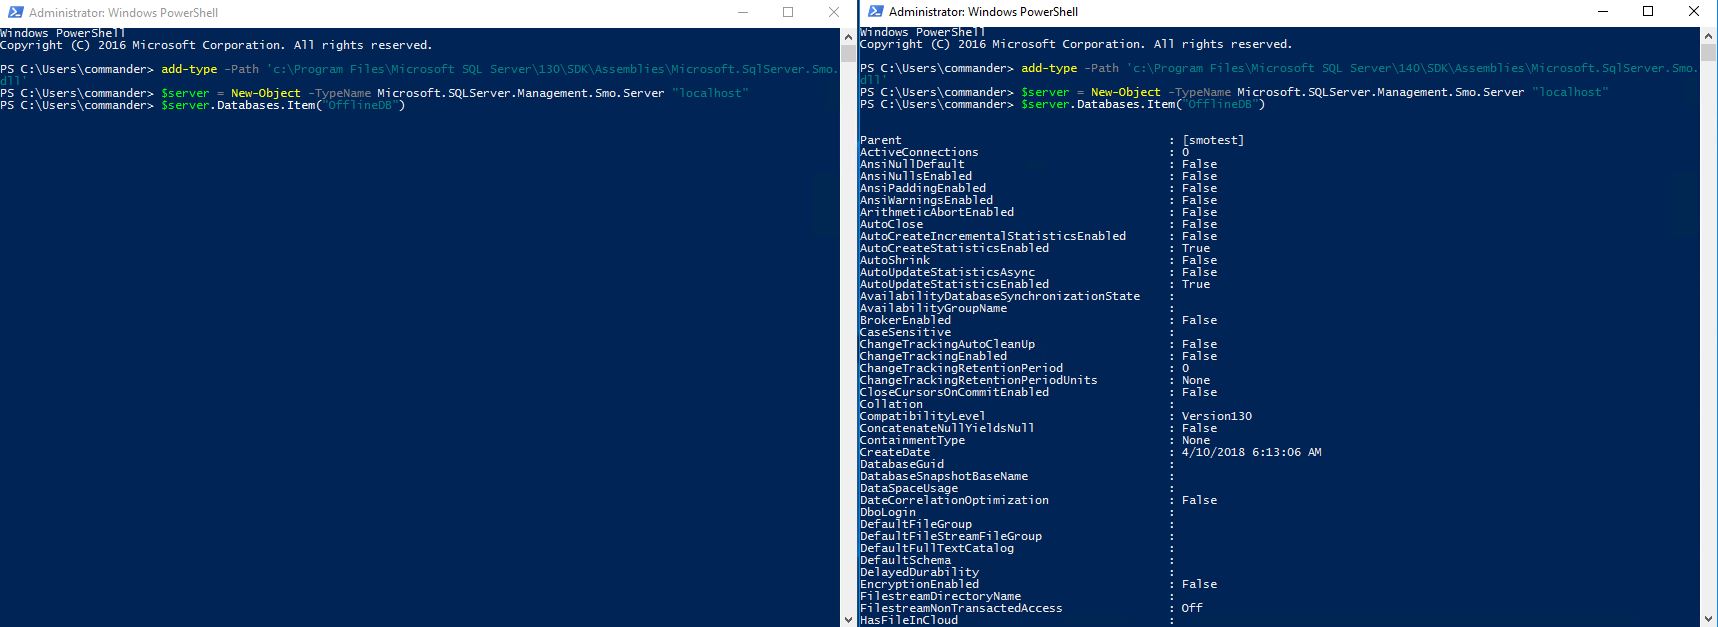 Administrator: Windows PowerShell
Windows PowerShell
Copyright (C) 2016 Microsoft Corporation. All rights reserved.
PS C:\Users\commander> add-type -Path 'c:\Program Files\Microsoft SQL Server\130\SDK\Assemblies\Microsoft.SqlServer.Smo.
dll'
PS C:\Users\commander> $server = New-Object -TypeName Microsoft.SQLServer.Management.Smo.Server "localhost"
PS C:\Users\commander> $server.Databases.Item("OfflineDB")
Administrator: Windows PowerShell
Windows PowerShell
Copyright (C) 2016 Microsoft Corporation. All rights reserved.
PS C:\Users\commander> add-type -Path 'c:\Program Files\Microsoft SQL Server\140\SDK\Assemblies\Microsoft.SqlServer.Smo.
dll'
PS C:\Users\commander> $server = New-Object -TypeName Microsoft.SQLServer.Management.Smo.Server "localhost"
PS C:\Users\commander> $server.Databases.Item("OfflineDB")
Parent : [smotest]
ActiveConnections : 0
AnsiNullDefault : False
AnsiNullsEnabled : False
AnsiPaddingEnabled : False
AnsiWarningsEnabled : False
ArithmeticAbortEnabled : False
AutoClose : False
AutoCreateIncrementalStatisticsEnabled : False
AutoCreateStatisticsEnabled : True
AutoShrink : False
AutoUpdateStatisticsAsync : False
AutoUpdateStatisticsEnabled : True
AvailabilityDatabaseSynchronizationState :
AvailabilityGroupName :
BrokerEnabled : False
CaseSensitive :
ChangeTrackingAutoCleanUp : False
ChangeTrackingEnabled : False
ChangeTrackingRetentionPeriod : 0
ChangeTrackingRetentionPeriodUnits : None
CloseCursorsOnCommitEnabled : False
Collation :
CompatibilityLevel : Version130
ConcatenateNullYieldsNull : False
ContainmentType : None
CreateDate : 4/10/2018 6:13:06 AM
DatabaseGuid :
DatabaseSnapshotBaseName :
DataSpaceUsage :
DateCorrelationOptimization : False
DboLogin :
DefaultFileGroup :
DefaultFileStreamFileGroup :
DefaultFullTextCatalog :
DefaultSchema :
DelayedDurability :
EncryptionEnabled : False
FilestreamDirectoryName :
FilestreamNonTransactedAccess : Off
HasFileInCloud :